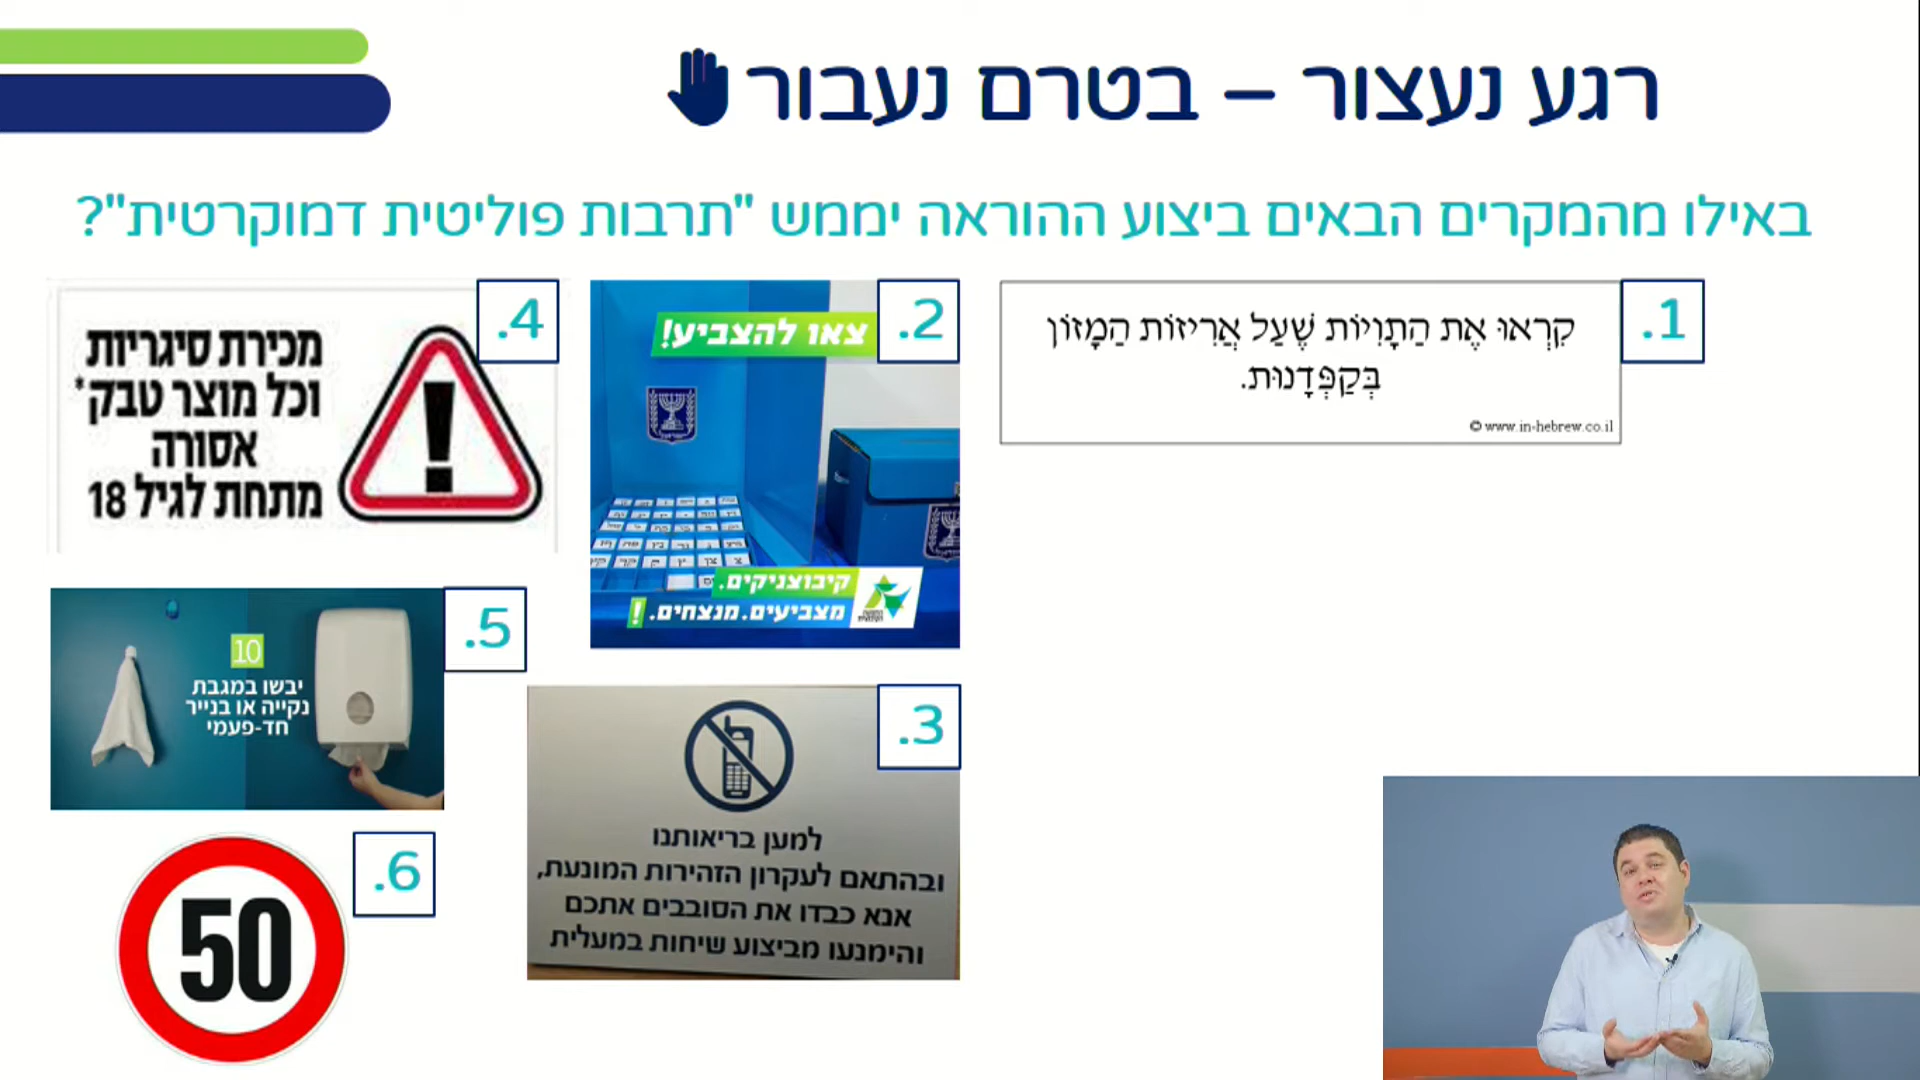 רגע נעצור – בטרם נעבור
באילו מהמקרים הבאים ביצוע ההוראה יממש "תרבות פוליטית דמוקרטית"?
1.
קִרְאוּ אֶת הַתָּוִיּוֹת שֶׁעַל אֲרִיזוֹת הַמָּזוֹן
בְּקַפְּדָנוּת.
© www.in-hebrew.co.il
2.
צאו להצביע!
קיבוצניקים.
מצביעים. מנצחים.!
3.
למען בריאותנו
ובהתאם לעקרון הזהירות המונעת,
אנא כבדו את הסובבים אתכם
והימנעו מביצוע שיחות במעלית
4.
מכירת סיגריות
וכל מוצר טבק*
אסורה
מתחת לגיל 18
5.
10
יבשו במגבת
נקייה או בנייר
חד-פעמי
6.
50